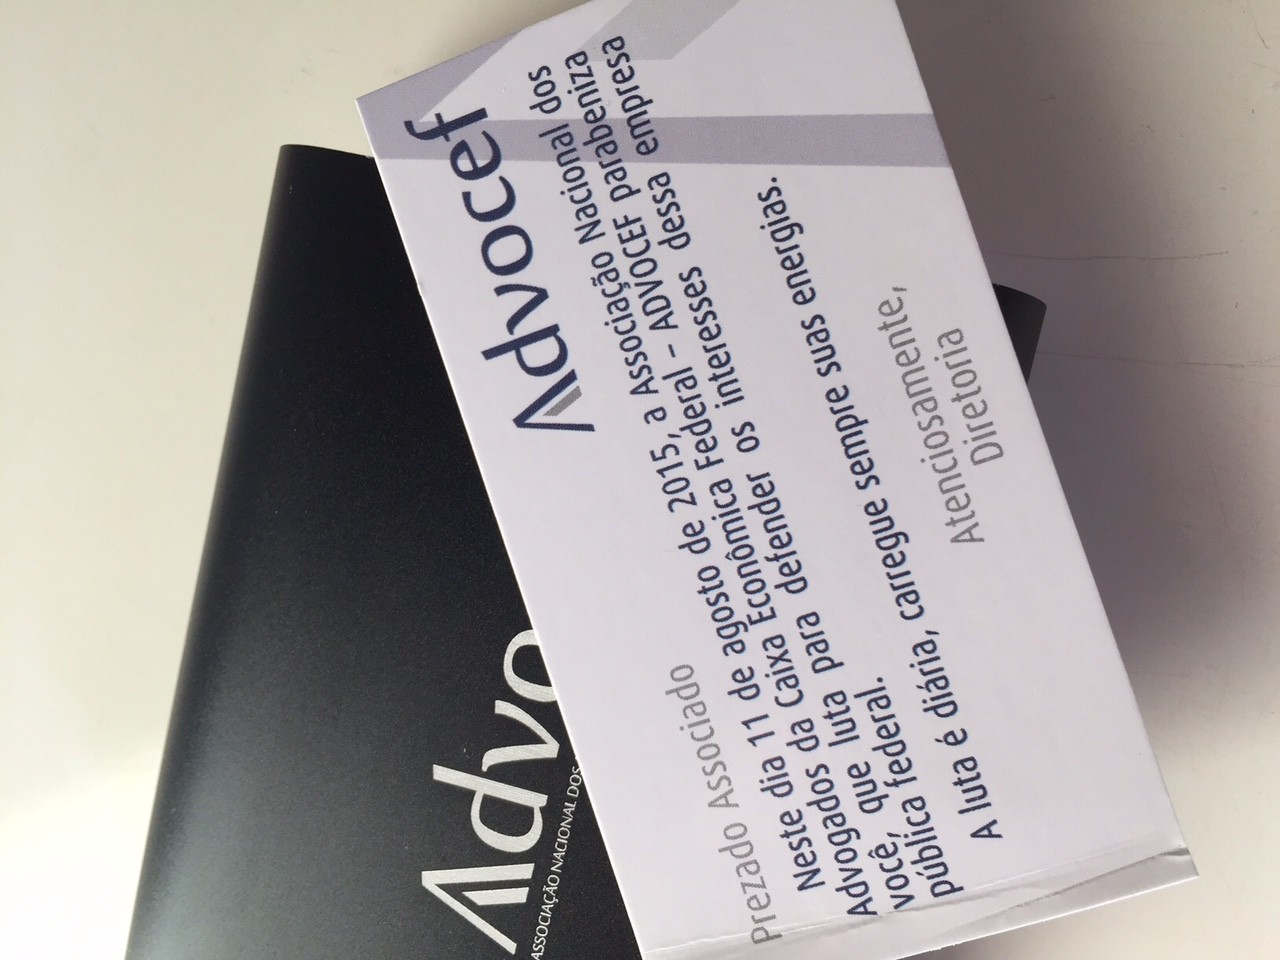 Advocef
Prezado Associado
Neste dia 11 de agosto de 2015, a Associação Nacional dos
Advogados da Caixa Econômica Federal - ADVOCEF parabeniza
você, que luta para defender os interesses dessa empresa
pública federal.
A luta é diária, carregue sempre suas energias.
Atenciosamente,
Diretoria
Advo
ASSOCIAÇÃO NACIONAL DOS